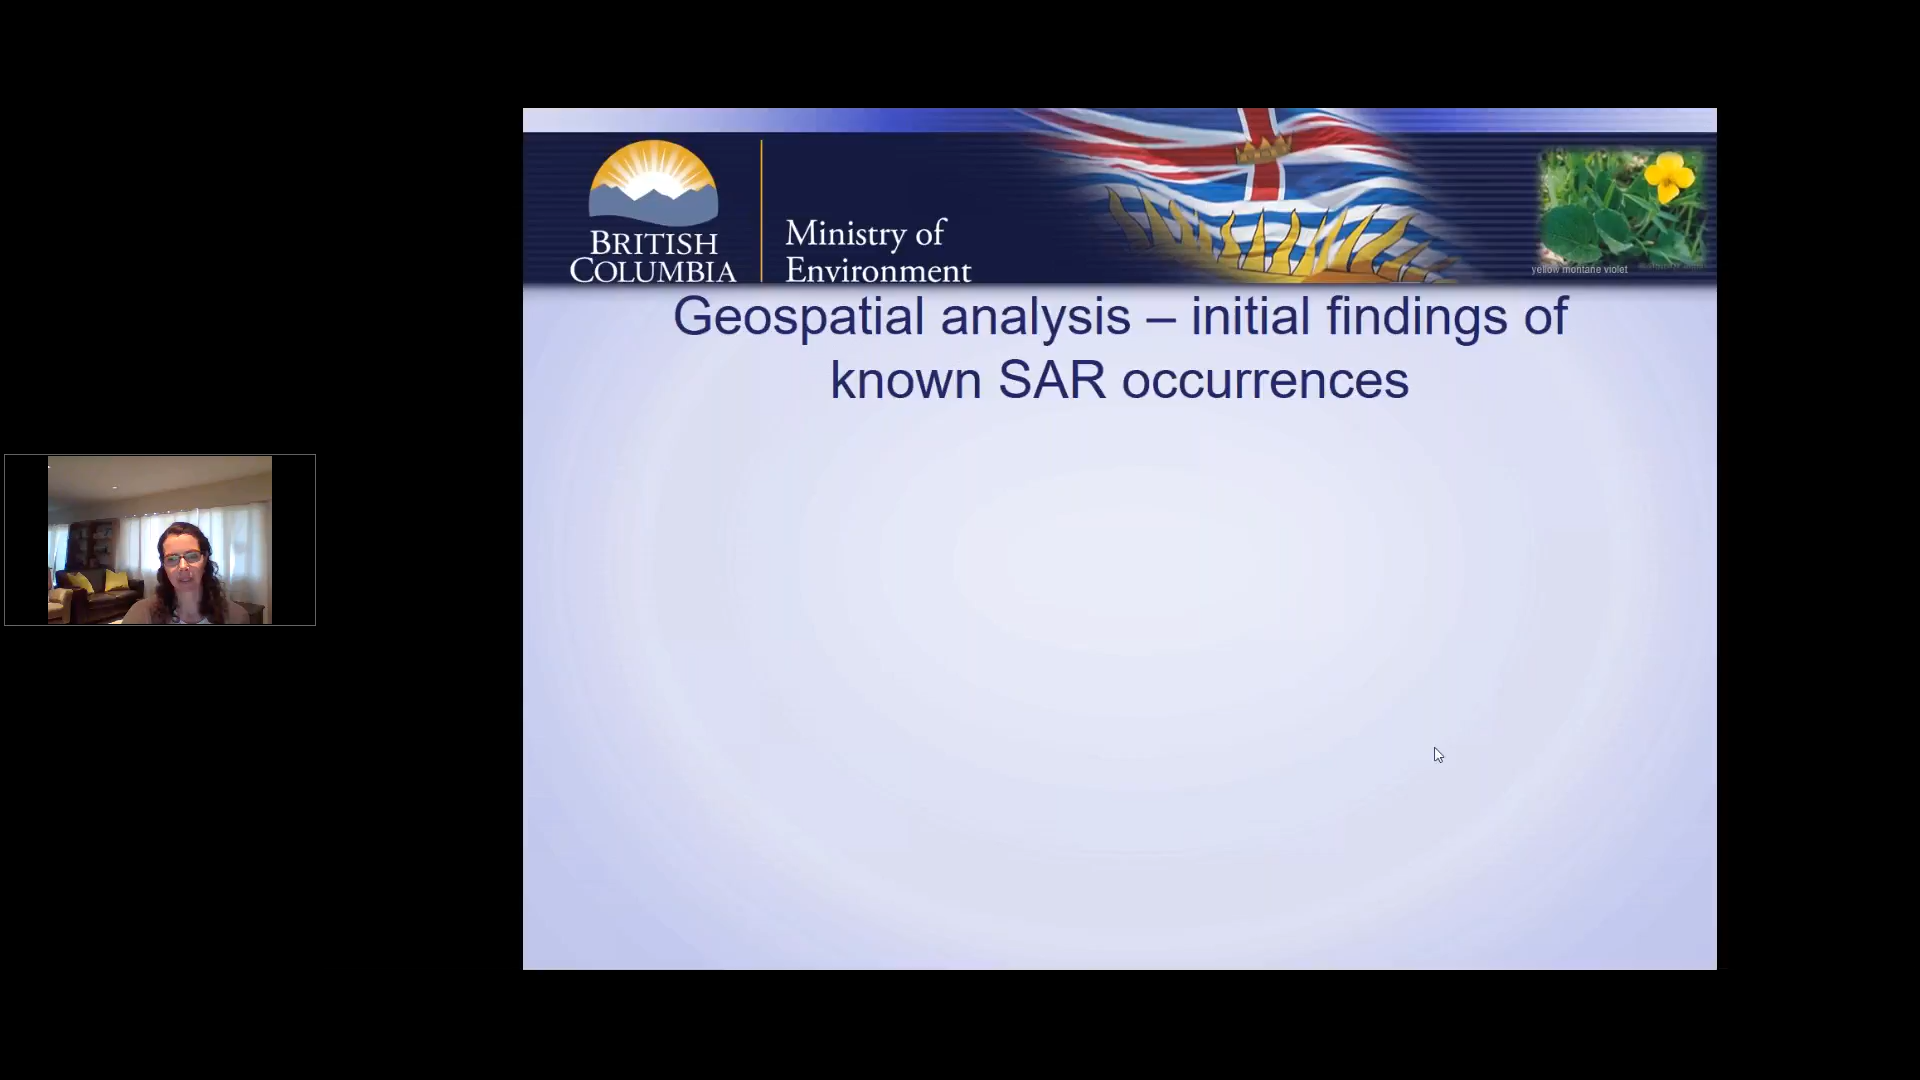 BRITISH
COLUMBIA
Ministry of
Environment
yellow montane violet
Geospatial analysis – initial findings of
known SAR occurrences